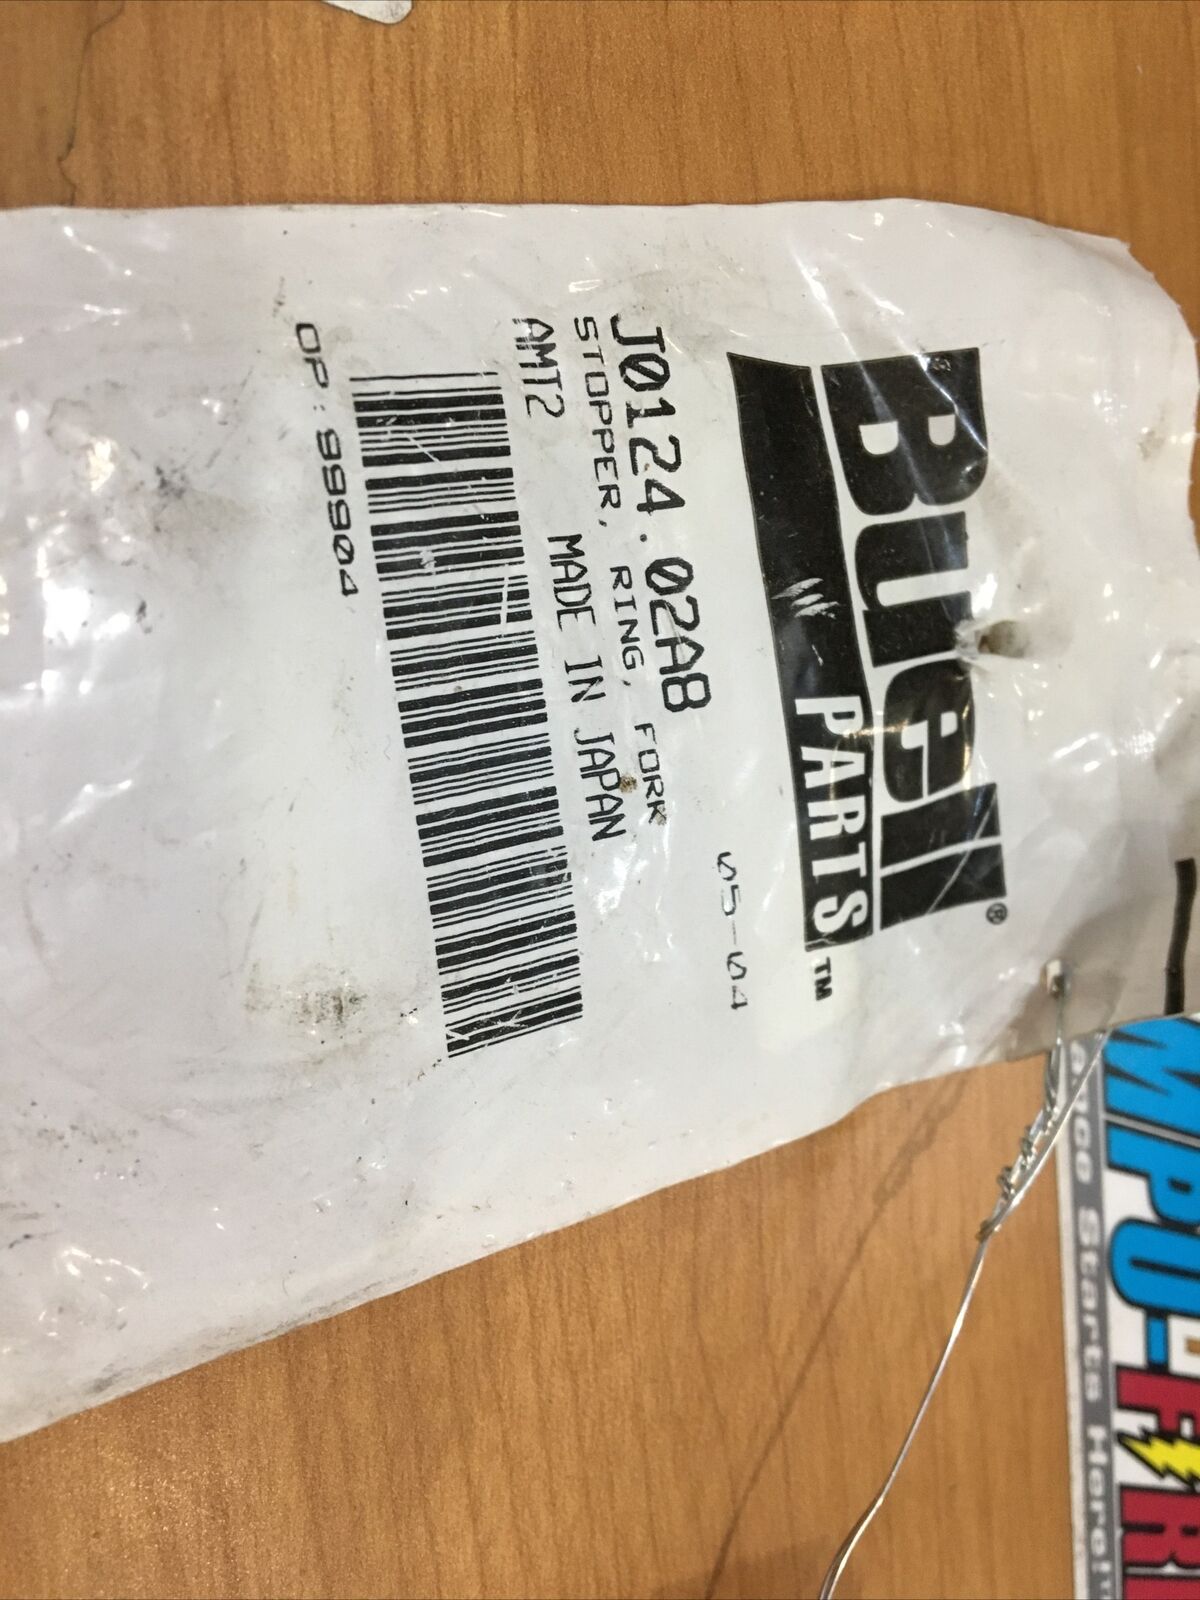 Buell®
PARTS™
05-04
J0124.02A8
STOPPER, RING, FORK
AMT2 MADE IN JAPAN
OP:99904